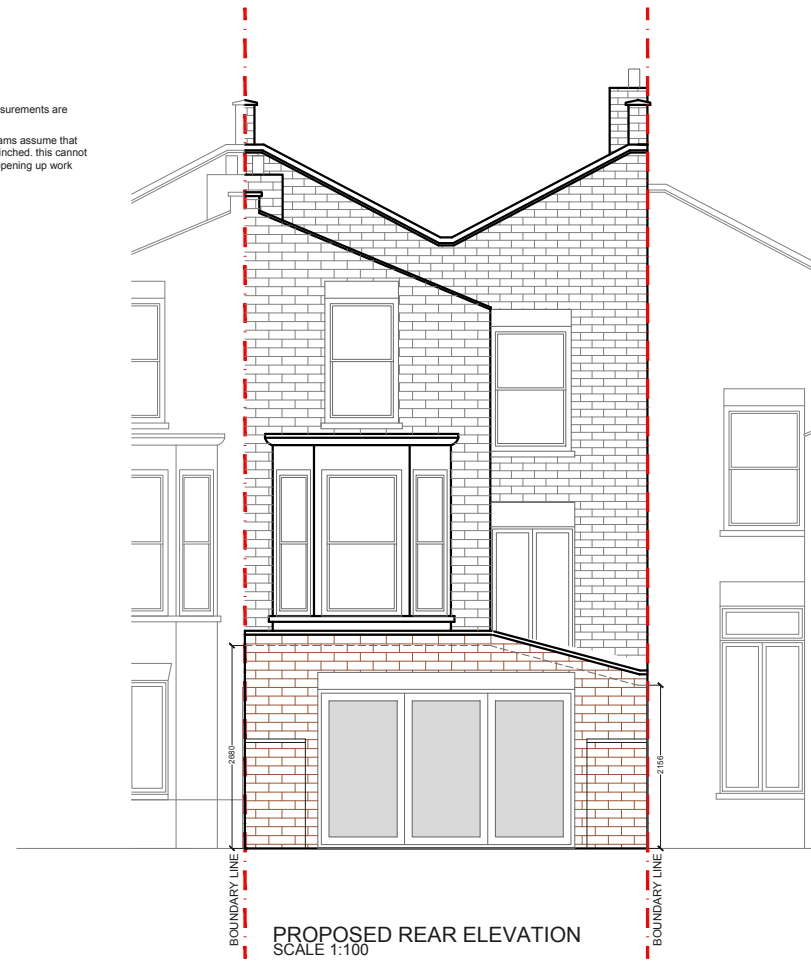 surements are
ams assume that
inched. this cannot
opening up work
2680
2156
BOUNDARY LINE
BOUNDARY LINE
PROPOSED REAR ELEVATION
SCALE 1:100